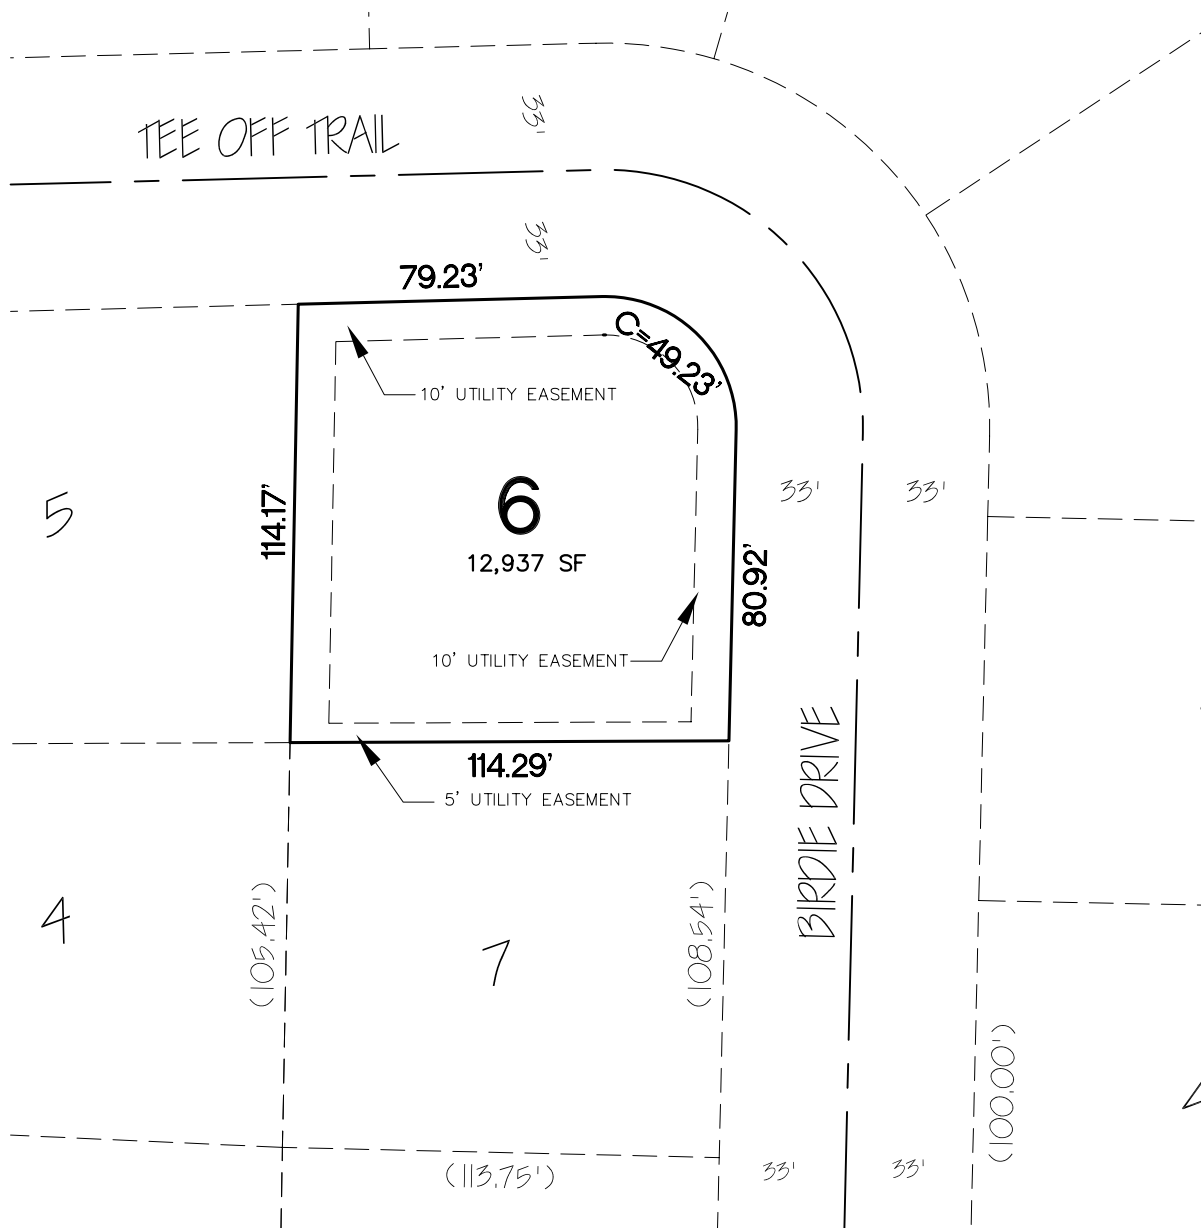 33'
TEE OFF TRAIL
33'
79.23'
C=49.23'
10' UTILITY EASEMENT
5
114.17'
6
12,937 SF
33'
33'
80.92'
10' UTILITY EASEMENT
114.29'
5' UTILITY EASEMENT
BIRDIE DRIVE
4
(105.42')
7
(108.54')
(100.00')
(113.75')
33'
33'